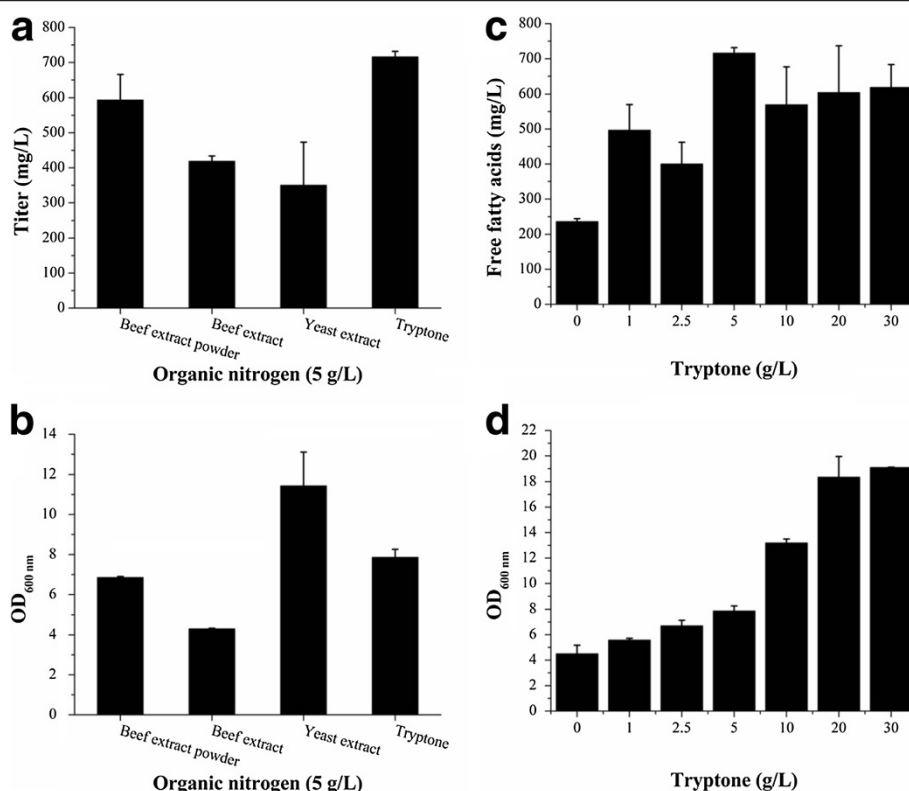 a
800
700
600
500
400
300
200
100
0
Titer (mg/L)
Beef extract powder
Beef extract
Yeast extract
Tryptone
Organic nitrogen (5 g/L)
c
800
700
600
500
400
300
200
100
0
Free fatty acids (mg/L)
0 1 2.5 5 10 20 30
Tryptone (g/L)
b
14
12
10
8
6
4
2
0
OD600 nm
Beef extract powder
Beef extract
Yeast extract
Tryptone
Organic nitrogen (5 g/L)
d
22
20
18
16
14
12
10
8
6
4
2
0
OD600 nm
0 1 2.5 5 10 20 30
Tryptone (g/L)